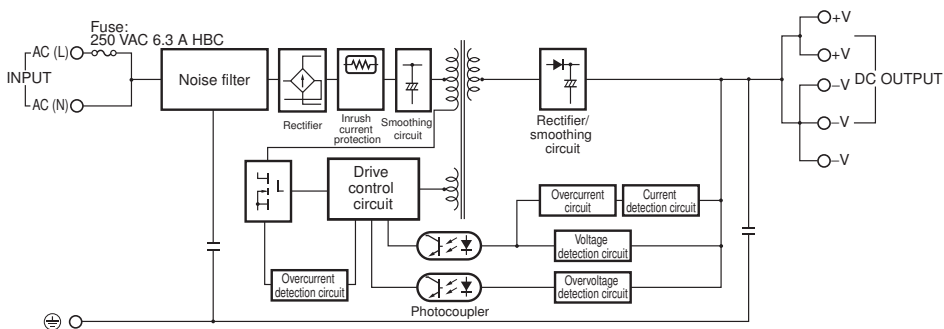 Fuse:
250 VAC 6.3 A HBC
AC (L)
INPUT
AC (N)
Noise filter
Rectifier
Inrush
current
protection
Smoothing
circuit
Rectifier/
smoothing
circuit
+V
+V
−V
DC OUTPUT
−V
−V
Drive
control
circuit
Overcurrent
circuit
Current
detection circuit
Voltage
detection circuit
Overcurrent
detection circuit
Overvoltage
detection circuit
Photocoupler